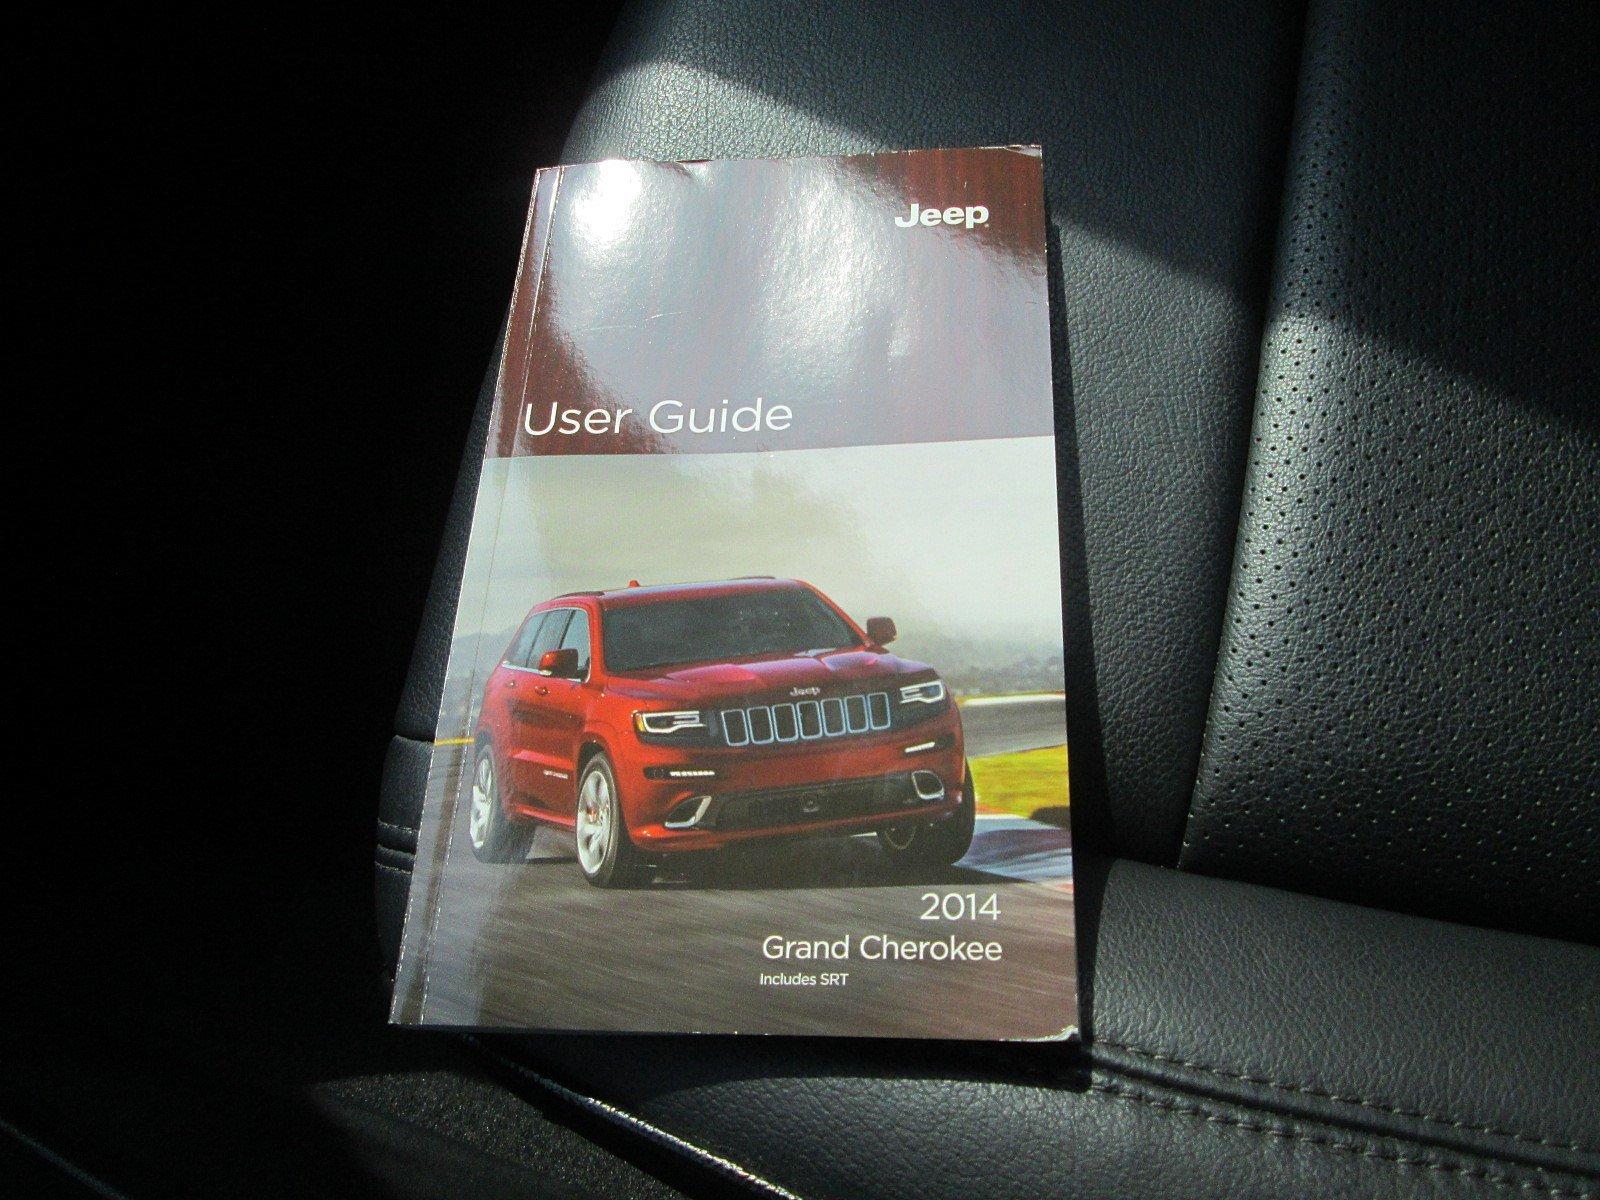 Jeep
User Guide
Jeep
2014
Grand Cherokee
Includes SRT